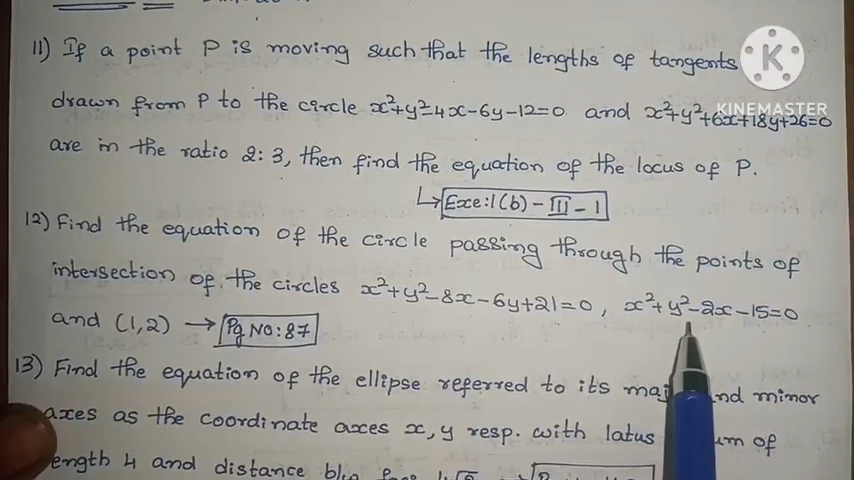 11) If a point P is moving such that the lengths of tangents
KINEMASTER
drawn from P to the circle x²+y²-4x-6y-12=0 and x²+y²+6x+18y+26=0
are in the ratio 2:3, then find the equation of the locus of P.
↳ Exe:1(b)-III-1
12) Find the equation of the circle passing through the points of
intersection of the circles x²+y²-8x-6y+21=0, x²+y²-2x-15=0
and (1,2) → Pg No:87
13) Find the equation of the ellipse referred to its and minor
axes as the coordinate axes x,y resp. with latus of
length 4 and distance b/w